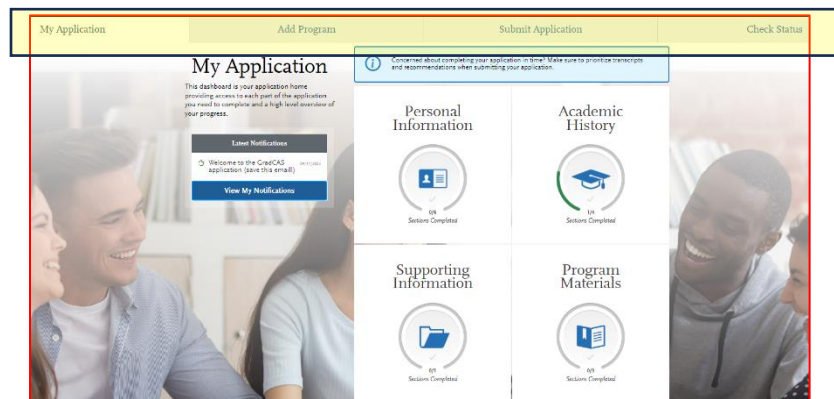 My Application
Add Program
Submit Application
Check Status
My Application
This dashboard is your application home
providing access to each part of the application
you need to complete and a high level overview of
your progress.
Latest Notifications
Welcome to the GradCAS
application (save this email!)
View My Notifications
Concerned about completing your application in time? Make sure to prioritize transcripts
and recommendations when submitting your application.
Personal
Information
Sections Completed
Academic
History
Sections Completed
Supporting
Information
Sections Completed
Program
Materials
Sections Completed